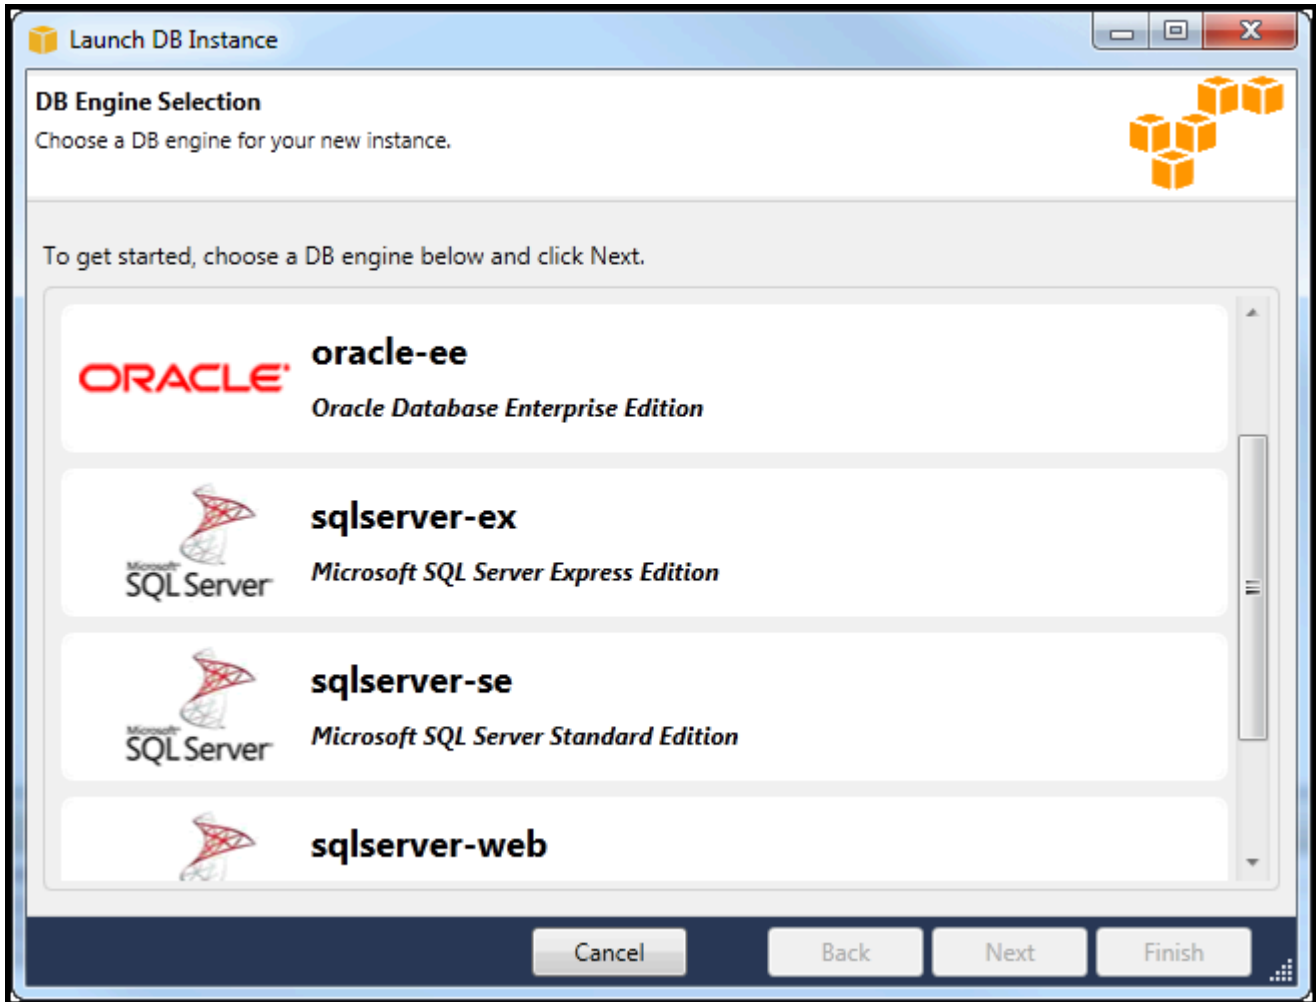 Launch DB Instance
DB Engine Selection
Choose a DB engine for your new instance.
To get started, choose a DB engine below and click Next.
ORACLE
oracle-ee
Oracle Database Enterprise Edition
Microsoft
SQL Server
sqlserver-ex
Microsoft SQL Server Express Edition
Microsoft
SQL Server
sqlserver-se
Microsoft SQL Server Standard Edition
sqlserver-web
Cancel
Back
Next
Finish